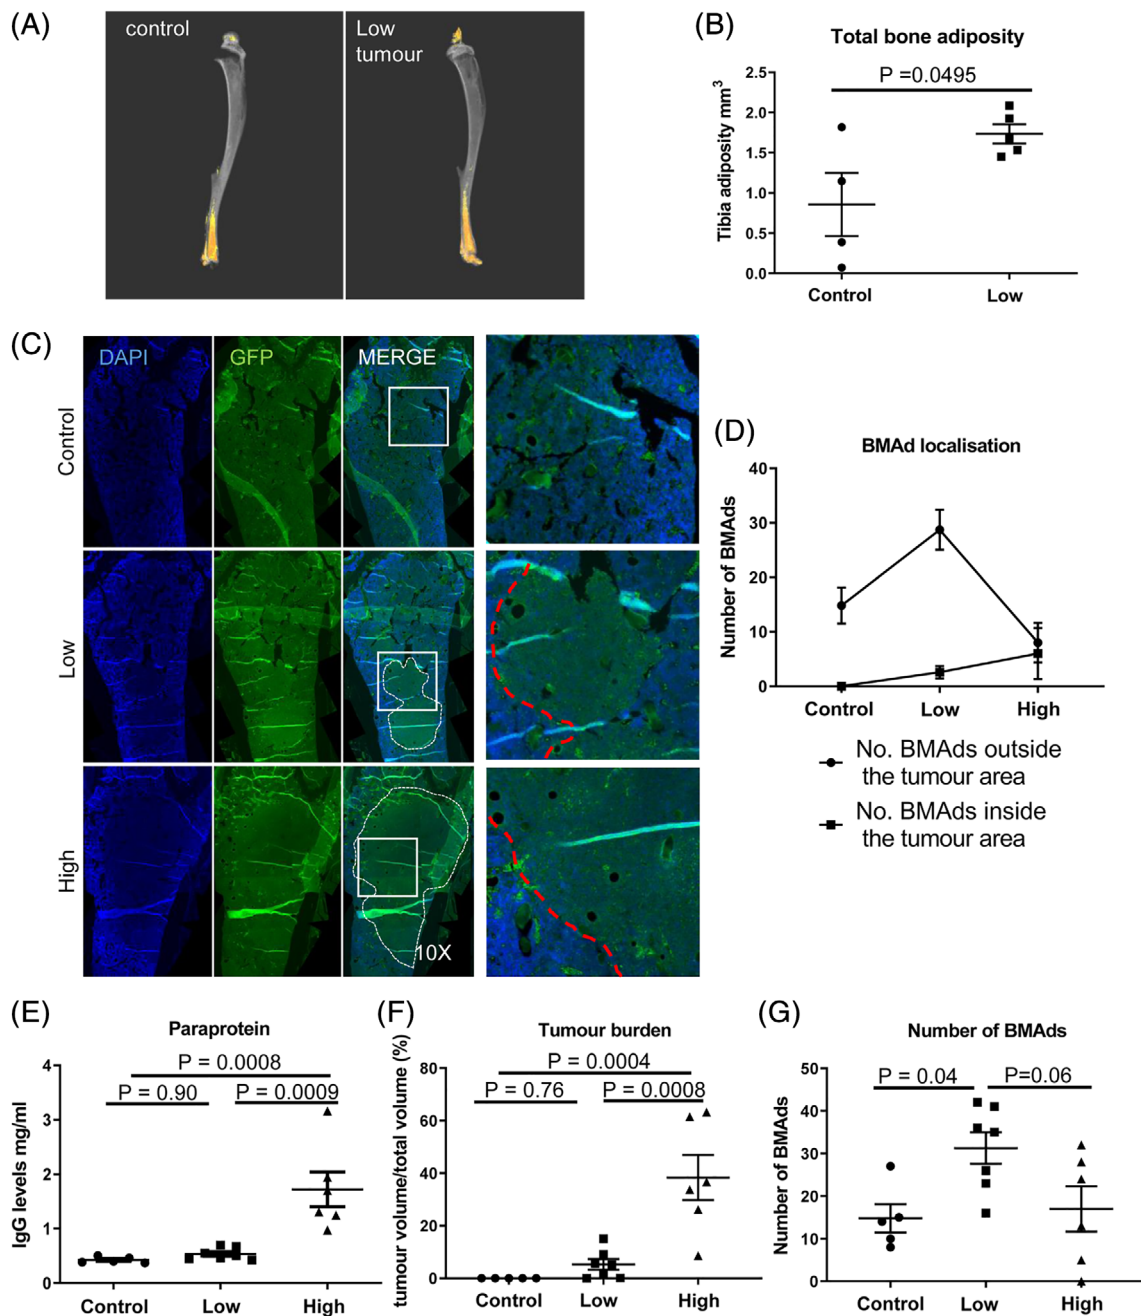 (A)
control
Low
tumour
(B)
Total bone adiposity
P =0.0495
Tibia adiposity mm³
2.5
2.0
1.5
1.0
0.5
0.0
Control
Low
(C)
DAPI
GFP
MERGE
Control
Low
High
10X
(D)
BMAd localisation
Number of BMAds
30
20
10
0
Control
Low
High
No. BMAds outside
the tumour area
No. BMAds inside
the tumour area
(E)
Paraprotein
P = 0.0008
P = 0.90
P = 0.0009
IgG levels mg/ml
4
3
2
1
0
Control
Low
High
(F)
Tumour burden
P = 0.0004
P = 0.76
P = 0.0008
tumour volume/total volume (%)
80
60
40
20
0
Control
Low
High
(G)
Number of BMAds
P = 0.04
P=0.06
Number of BMAds
50
40
30
20
10
0
Control
Low
High